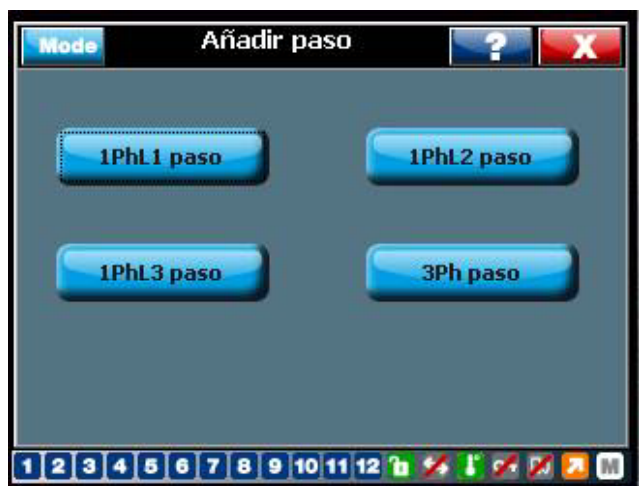 Mode Añadir paso ? X
1PhL1 paso 1PhL2 paso
1PhL3 paso 3Ph paso
1 2 3 4 5 6 7 8 9 10 11 12 M